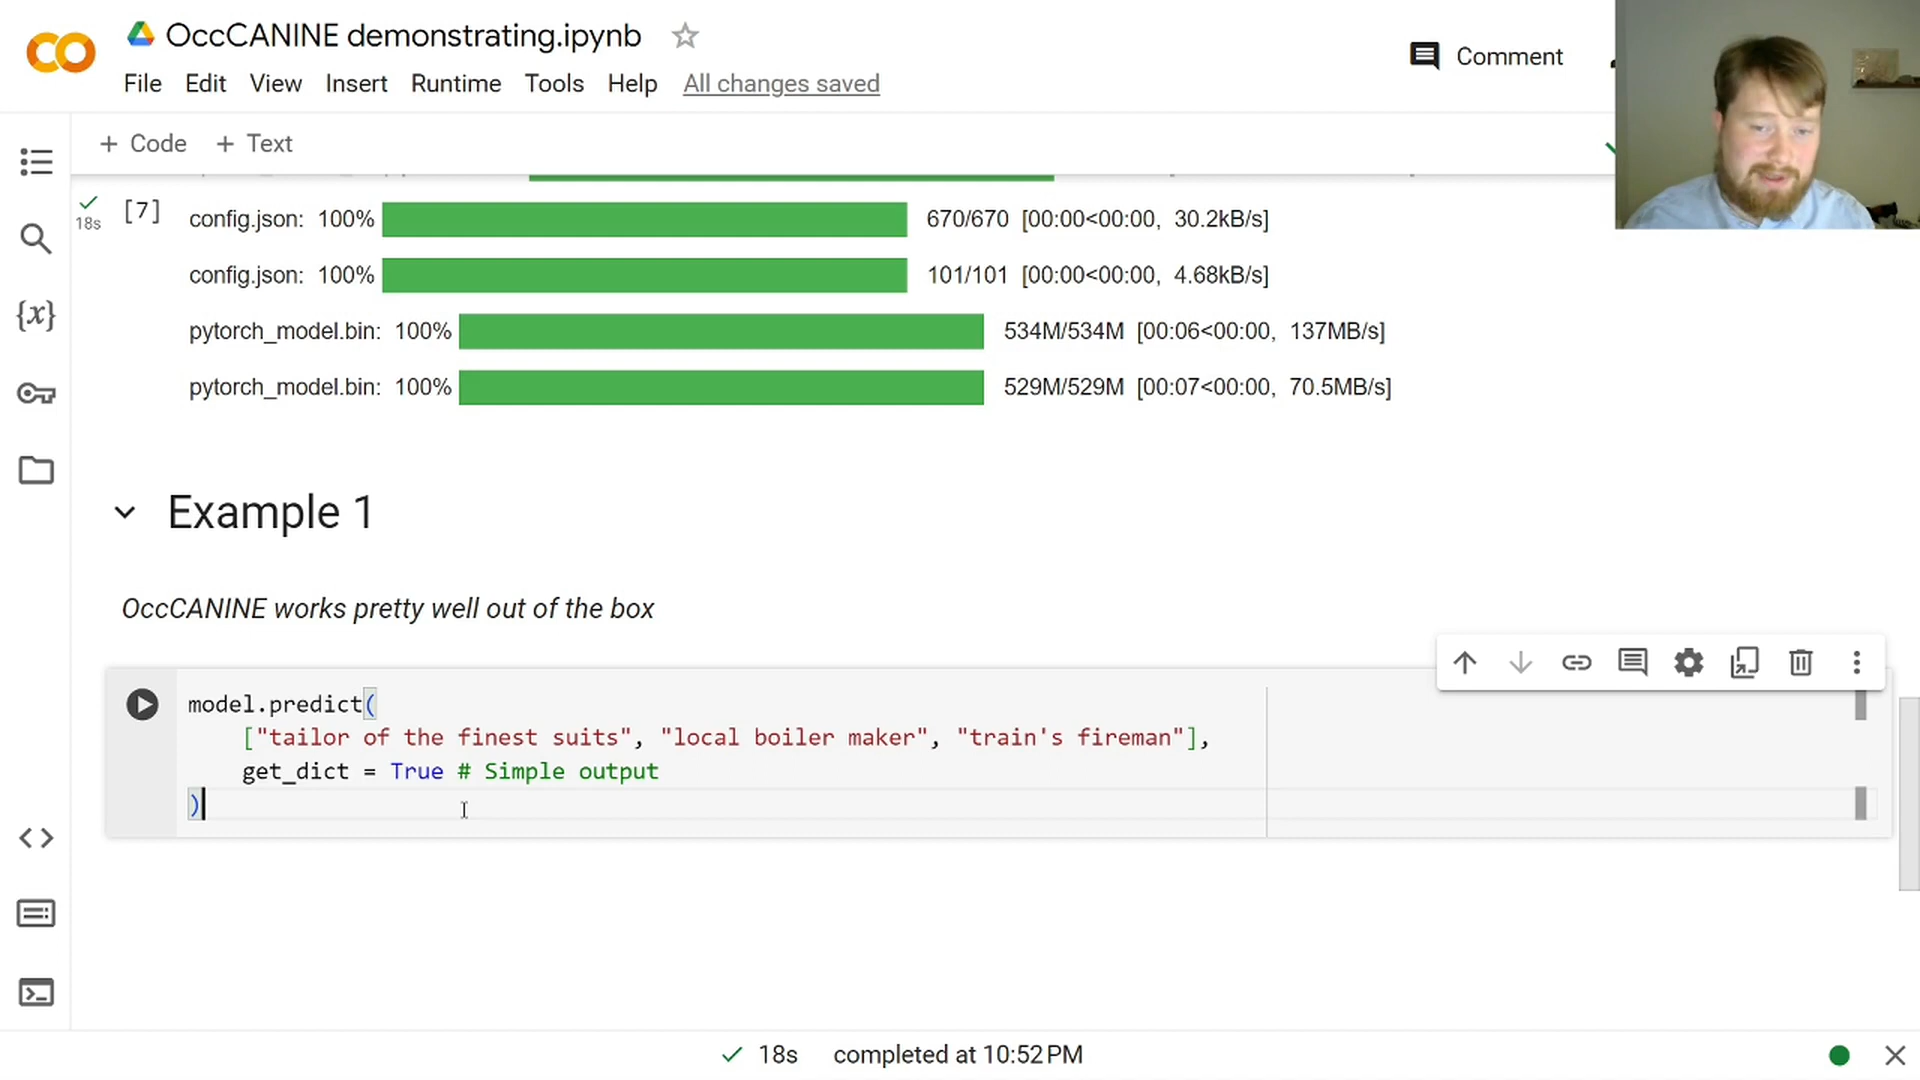 OccCANINE demonstrating.ipynb
File Edit View Insert Runtime Tools Help All changes saved
Comment
+ Code + Text
18s
[7]
config.json: 100% 670/670 [00:00<00:00, 30.2kB/s]
config.json: 100% 101/101 [00:00<00:00, 4.68kB/s]
pytorch_model.bin: 100% 534M/534M [00:06<00:00, 137MB/s]
pytorch_model.bin: 100% 529M/529M [00:07<00:00, 70.5MB/s]
Example 1
OccCANINE works pretty well out of the box
model.predict(
["tailor of the finest suits", "local boiler maker", "train's fireman"],
get_dict = True # Simple output
)
18s completed at 10:52 PM